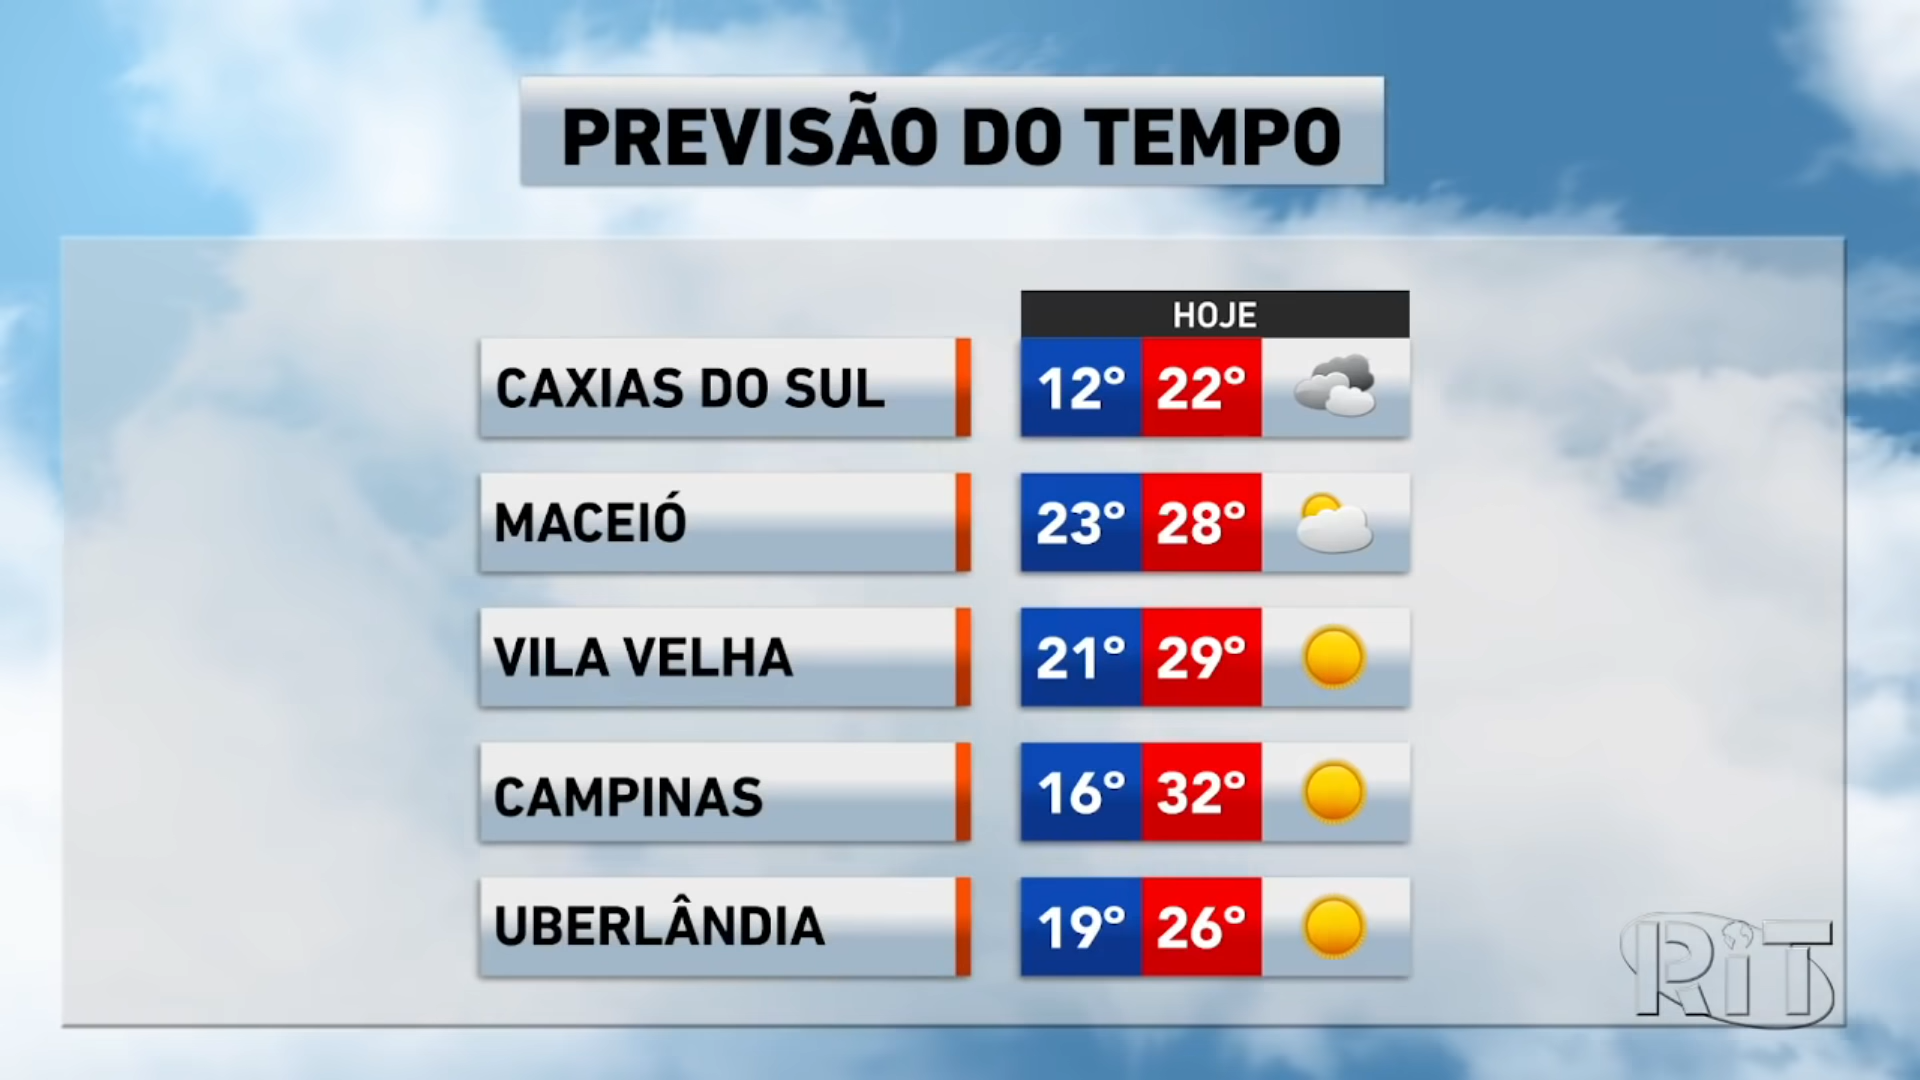 PREVISÃO DO TEMPO
HOJE
CAXIAS DO SUL 12° 22°
MACEIÓ 23° 28°
VILA VELHA 21° 29°
CAMPINAS 16° 32°
UBERLÂNDIA 19° 26°
RiT